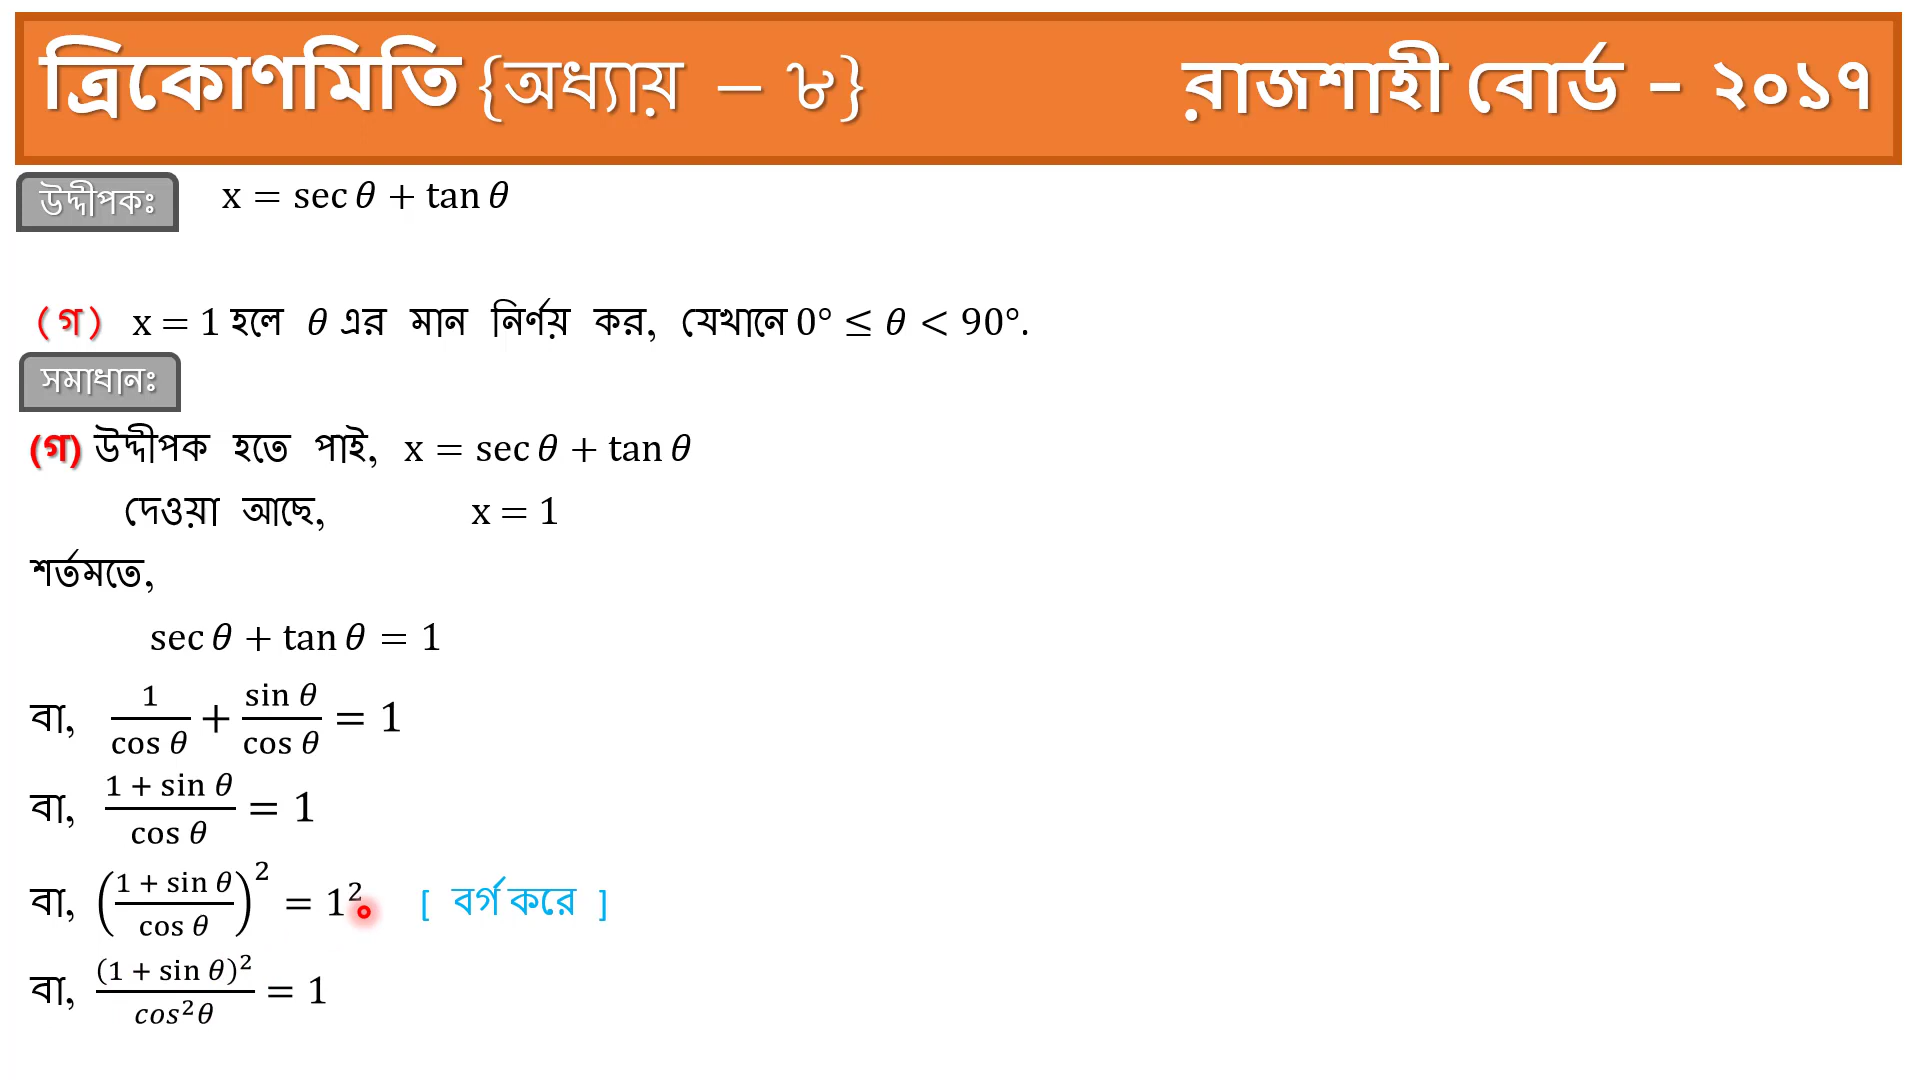 ত্রিকোণমিতি {অধ্যায় – ৮} রাজশাহী বোর্ড – ২০১৭
উদ্দীপকঃ x = sec θ + tan θ
(গ) x = 1 হলে θ এর মান নির্ণয় কর, যেখানে 0° ≤ θ < 90°.
সমাধানঃ
(গ) উদ্দীপক হতে পাই, x = sec θ + tan θ
দেওয়া আছে, x = 1
শর্তমতে,
sec θ + tan θ = 1
বা, 1/cos θ + sin θ/cos θ = 1
বা, (1 + sin θ)/cos θ = 1
বা, ((1 + sin θ)/cos θ)² = 1² [ বর্গ করে ]
বা, (1 + sin θ)²/cos²θ = 1